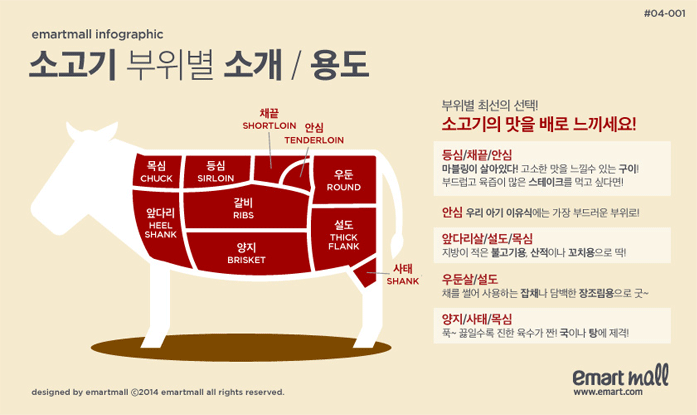 #04-001
emartmall infographic
소고기 부위별 소개 / 용도
채끝
SHORTLOIN
안심
TENDERLOIN
목심
CHUCK
등심
SIRLOIN
우둔
ROUND
앞다리
HEEL
SHANK
갈비
RIBS
설도
THICK
FLANK
양지
BRISKET
사태
SHANK
부위별 최선의 선택!
소고기의 맛을 배로 느끼세요!
등심/채끝/안심
마블링이 살아있다! 고소한 맛을 느낄수 있는 구이!
부드럽고 육즙이 많은 스테이크를 먹고 싶다면!
안심 우리 아기 이유식에는 가장 부드러운 부위로!
앞다리살/설도/목심
지방이 적은 불고기용, 산적이나 꼬치용으로 딱!
우둔살/설도
채를 썰어 사용하는 잡채나 담백한 장조림용으로 굿~
양지/사태/목심
푹~ 끓일수록 진한 육수가 짠! 국이나 탕에 제격!
designed by emartmall ©2014 emartmall all rights reserved.
emart mall
www.emart.com